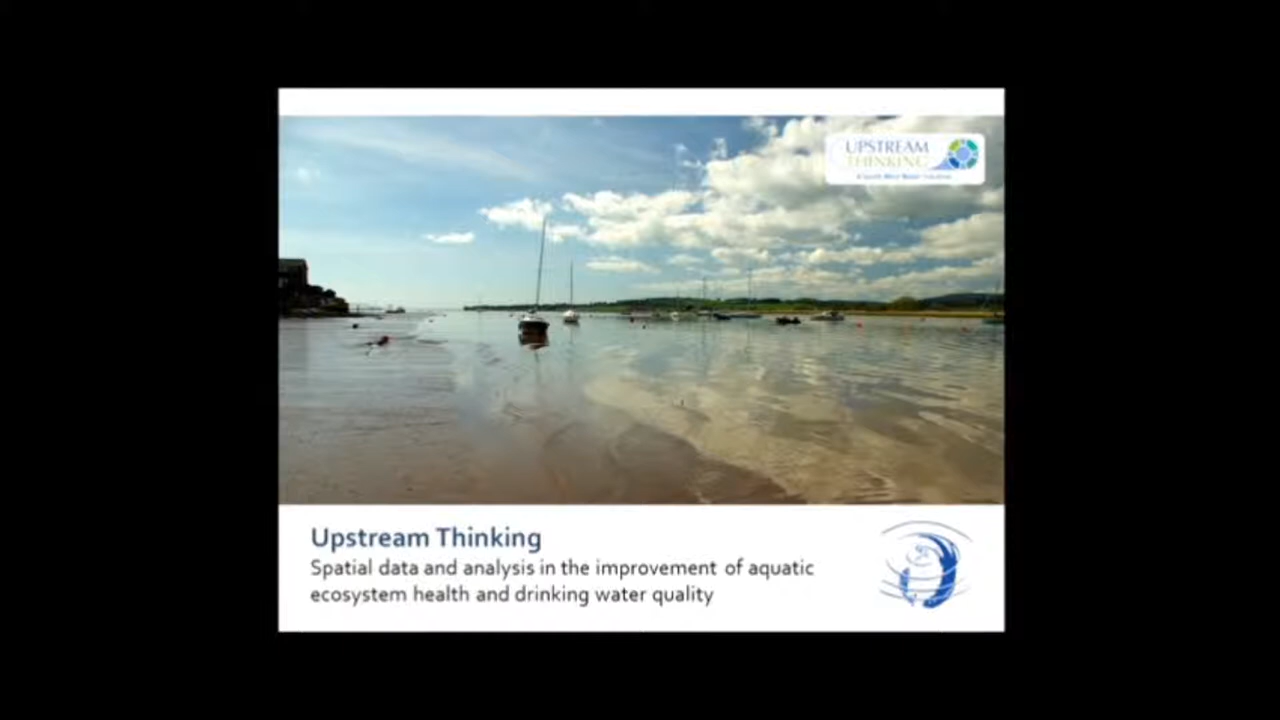 UPSTREAM
THINKING
Upstream Thinking
Spatial data and analysis in the improvement of aquatic
ecosystem health and drinking water quality